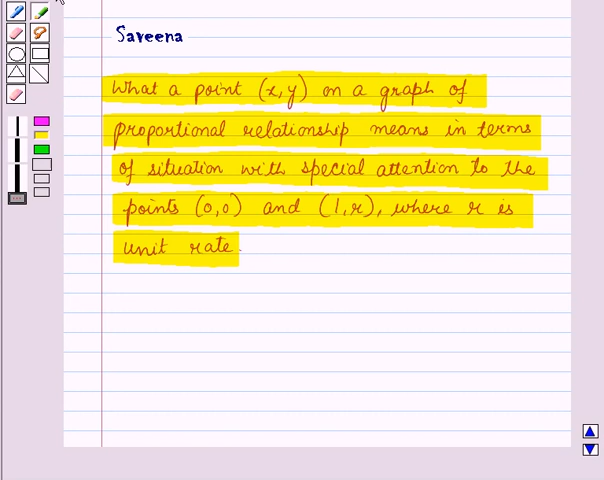 Saveena
What a point (x,y) on a graph of
proportional relationship means in terms
of situation with special attention to the
points (0,0) and (1,r), where r is
unit rate.